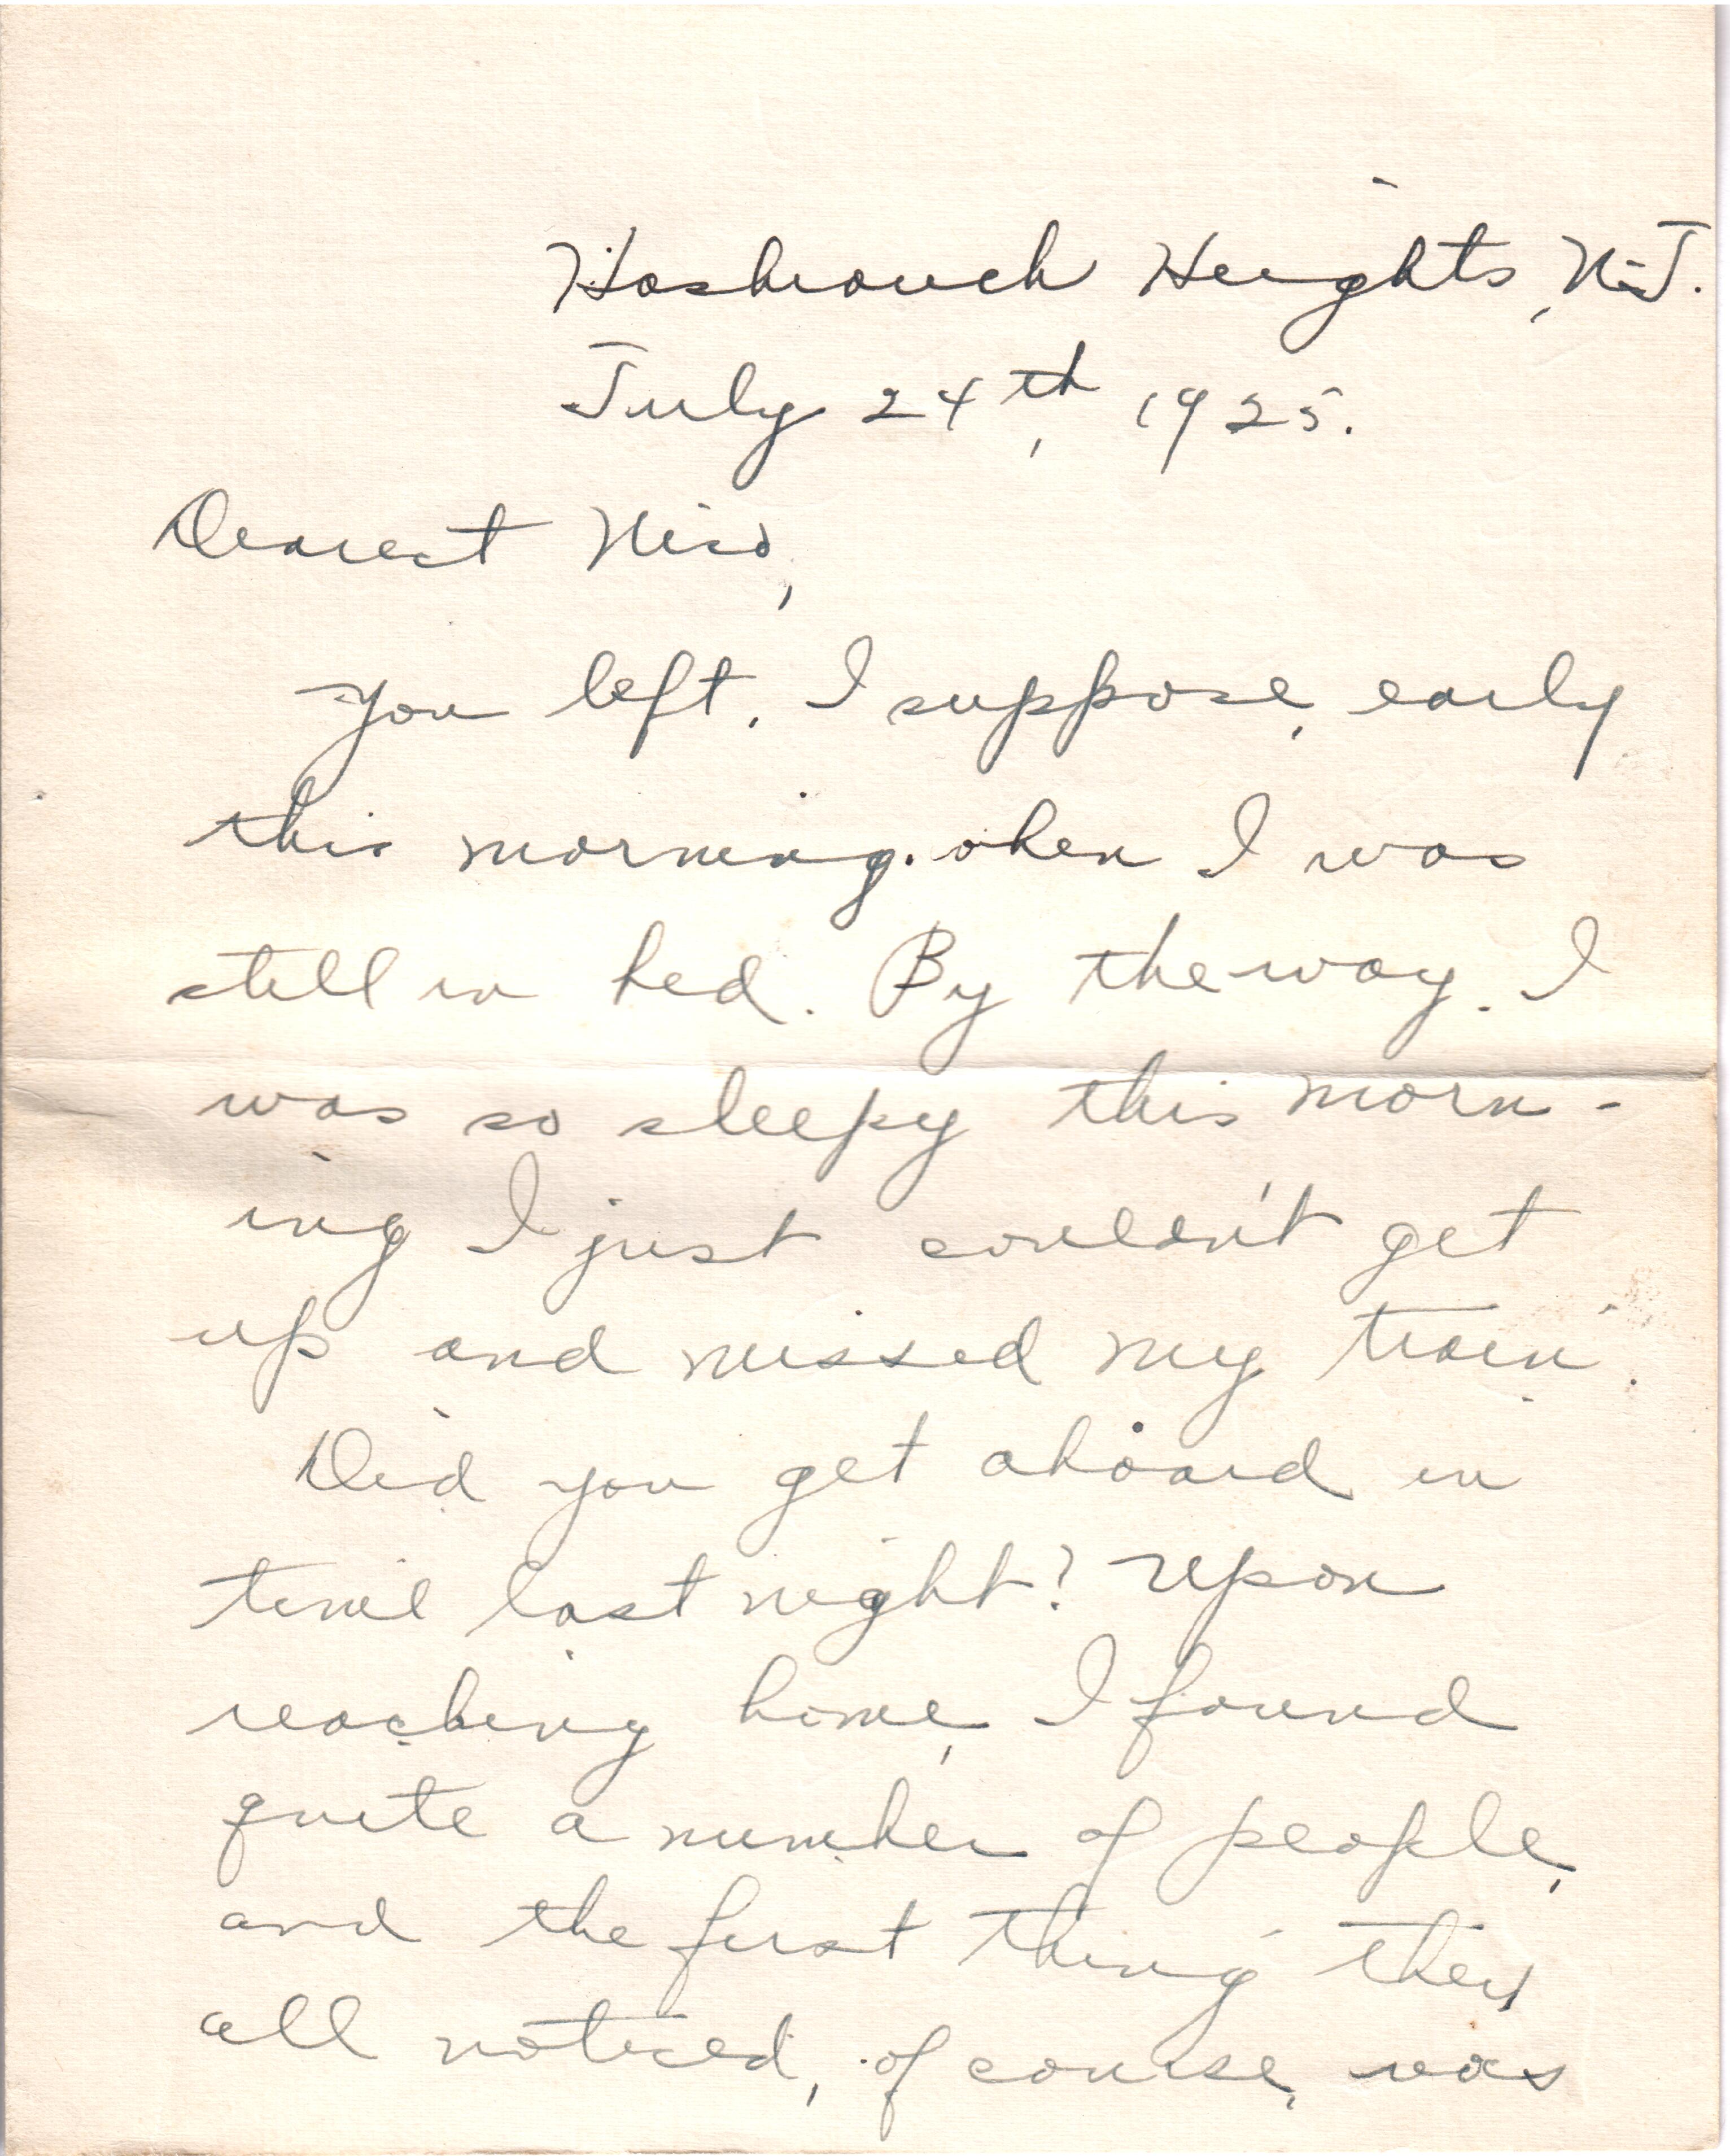 Hasbrouck Heights, N.J.
July 24th, 1925.
Dearest
You left, I suppose, early
this morning when I was
still in bed. By the way, I
was so sleepy this morn-
ing I just couldn't get
up and missed my train.
Did you get aboard in
time last night? Upon
reaching home, I found
quite a number of people,
and the first thing they
all noticed, of course, was